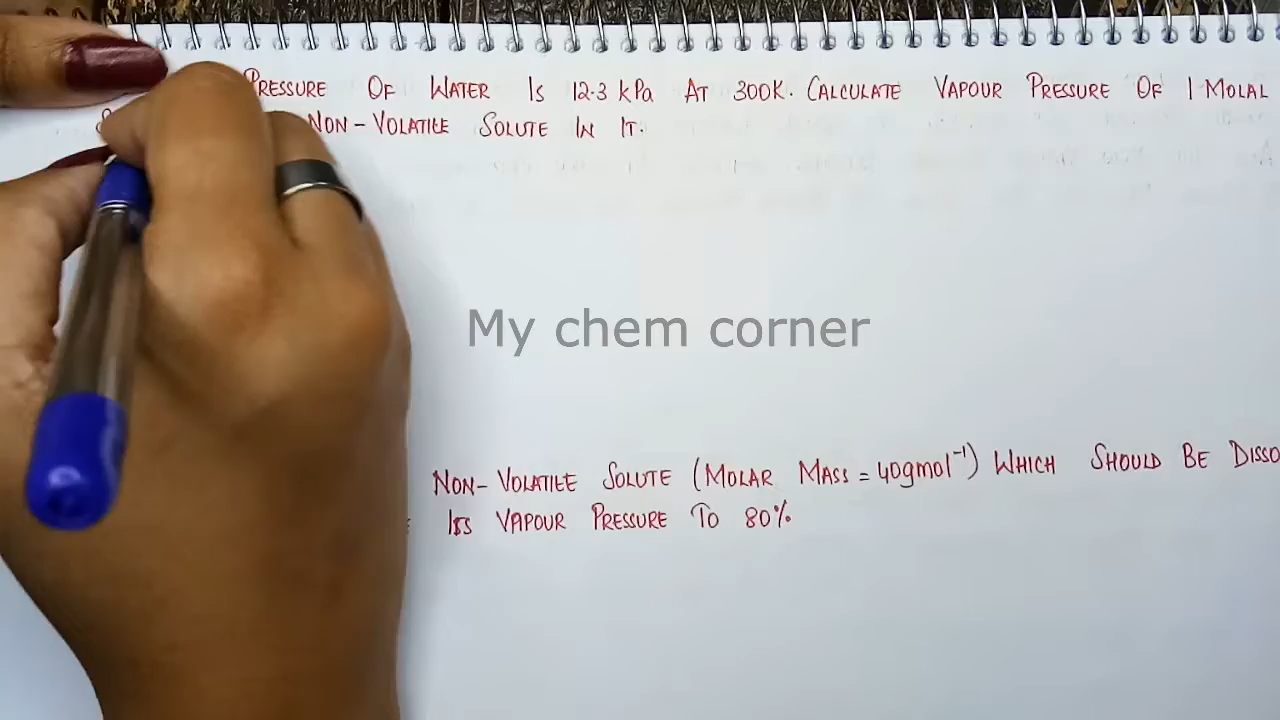 PRESSURE OF WATER IS 12.3 kPa AT 300K. CALCULATE VAPOUR PRESSURE OF 1 MOLAL
NON-VOLATILE SOLUTE IN IT.
My chem corner
NON-VOLATILE SOLUTE (MOLAR MASS = 40gmol⁻¹) WHICH SHOULD BE DISSO
VAPOUR PRESSURE TO 80%